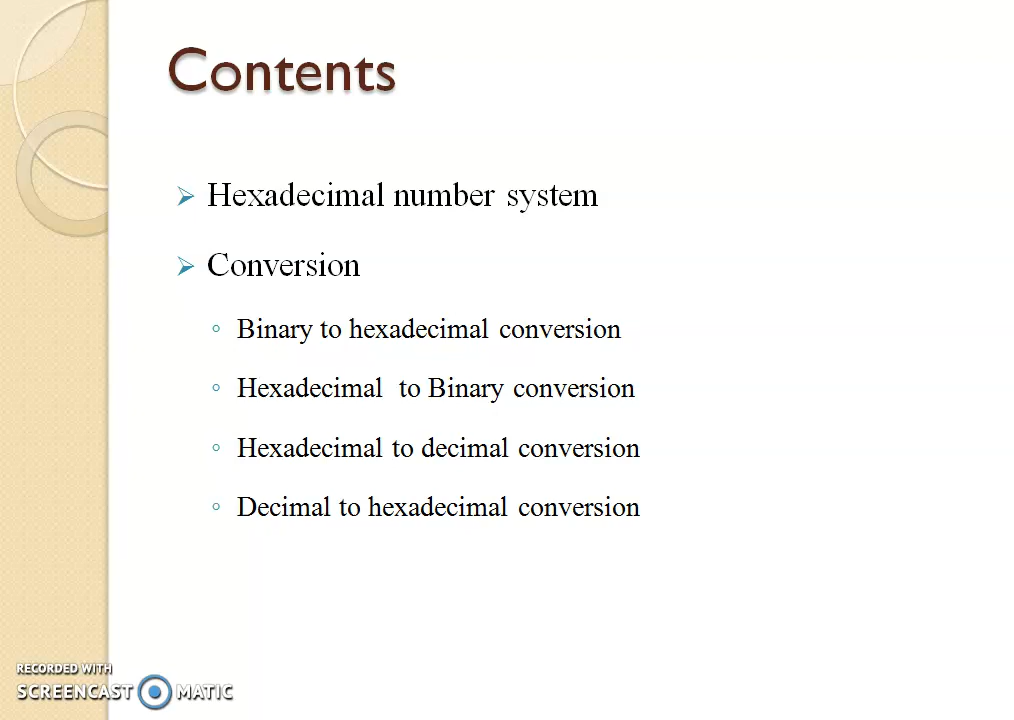 Contents
Hexadecimal number system
Conversion
Binary to hexadecimal conversion
Hexadecimal to Binary conversion
Hexadecimal to decimal conversion
Decimal to hexadecimal conversion
RECORDED WITH
SCREENCAST MATIC